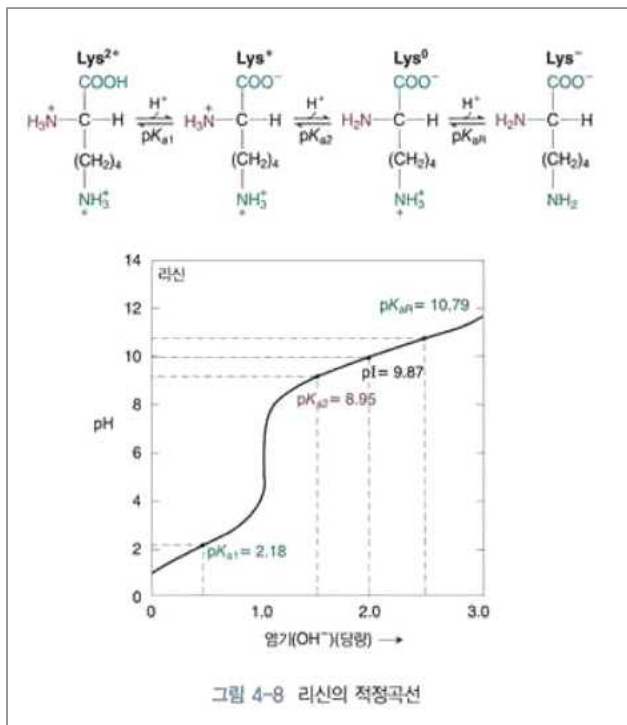 Lys²⁺ Lys⁺ Lys⁰ Lys⁻
COOH COO⁻ COO⁻ COO⁻
H₃N⁺—C—H H⁺ pKa1 H₃N⁺—C—H H⁺ pKa2 H₂N—C—H H⁺ pKaR H₂N—C—H
(CH₂)₄ (CH₂)₄ (CH₂)₄ (CH₂)₄
NH₃⁺ NH₃⁺ NH₃⁺ NH₂
14
리신
12
pKaR = 10.79
10
pI = 9.87
pKa2 = 8.95
8
pH
6
4
2
pKa1 = 2.18
0
0 1.0 2.0 3.0
염기(OH⁻)(당량) →
그림 4-8 리신의 적정곡선